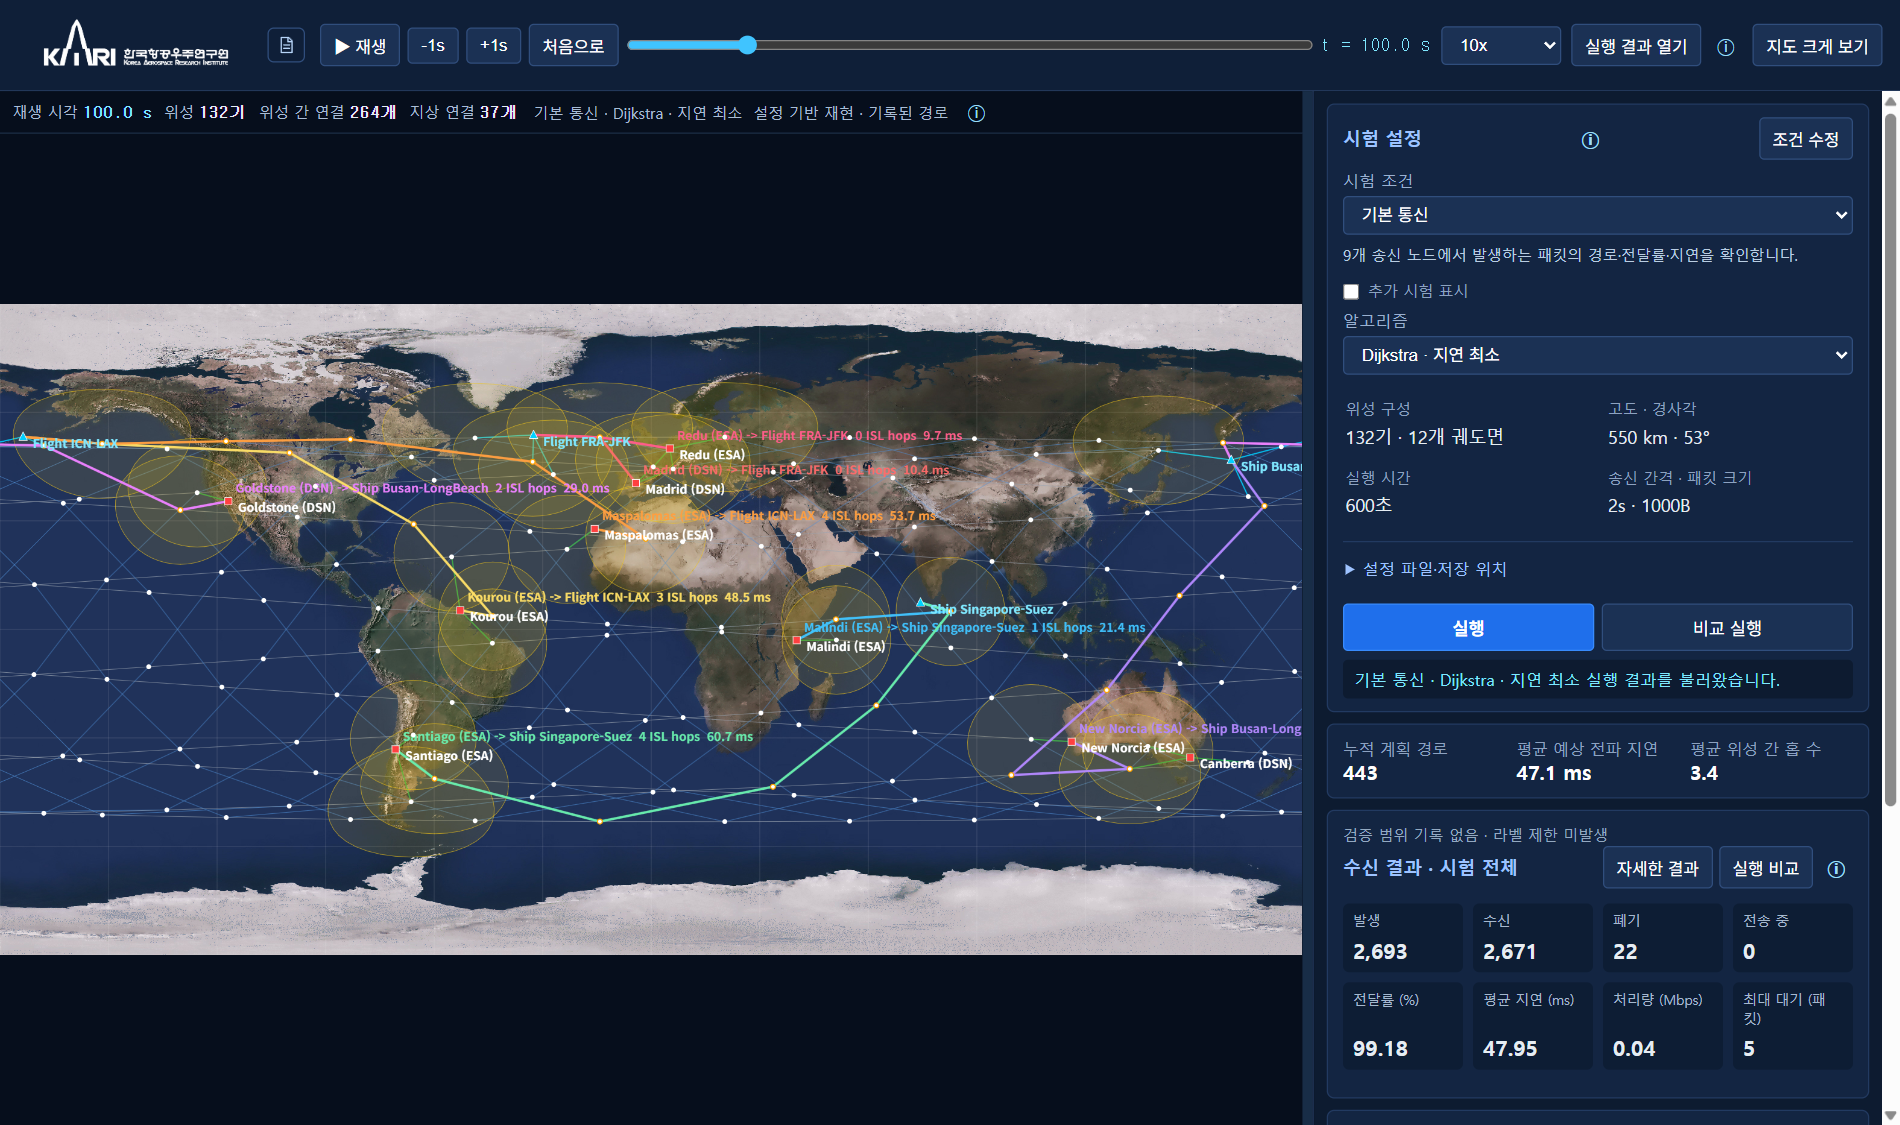 KARI 한국항공우주연구원
KOREA AEROSPACE RESEARCH INSTITUTE
▶ 재생
-1s
+1s
처음으로
t = 100.0 s
10x
실행 결과 열기
지도 크게 보기
재생 시각 100.0 s 위성 132기 위성 간 연결 264개 지상 연결 37개 기본 통신 · Dijkstra · 지연 최소 설정 기반 재현 · 기록된 경로
Flight ICN-LAX
Flight FRA-JFK
Redu (ESA) -> Flight FRA-JFK 0 ISL hops 9.7 ms
Redu (ESA)
Madrid (DSN) -> Flight FRA-JFK 0 ISL hops 10.4 ms
Madrid (DSN)
Ship Busa
Goldstone (DSN) -> Ship Busan-LongBeach 2 ISL hops 29.0 ms
Goldstone (DSN)
Maspalomas (ESA) -> Flight ICN-LAX 4 ISL hops 53.7 ms
Maspalomas (ESA)
Kourou (ESA) -> Flight ICN-LAX 3 ISL hops 48.5 ms
Kourou (ESA)
Ship Singapore-Suez
Malindi (ESA) -> Ship Singapore-Suez 1 ISL hops 21.4 ms
Malindi (ESA)
Santiago (ESA) -> Ship Singapore-Suez 4 ISL hops 60.7 ms
Santiago (ESA)
New Norcia (ESA) -> Ship Busan-Long
New Norcia (ESA)
Canberra (DSN)
시험 설정
조건 수정
시험 조건
기본 통신
9개 송신 노드에서 발생하는 패킷의 경로·전달률·지연을 확인합니다.
추가 시험 표시
알고리즘
Dijkstra · 지연 최소
위성 구성
고도 · 경사각
132기 · 12개 궤도면
550 km · 53°
실행 시간
송신 간격 · 패킷 크기
600초
2s · 1000B
▶ 설정 파일·저장 위치
실행
비교 실행
기본 통신 · Dijkstra · 지연 최소 실행 결과를 불러왔습니다.
누적 계획 경로
평균 예상 전파 지연
평균 위성 간 홉 수
443
47.1 ms
3.4
검증 범위 기록 없음 · 라벨 제한 미발생
수신 결과 · 시험 전체
자세한 결과
실행 비교
발생
수신
폐기
전송 중
2,693
2,671
22
0
전달률 (%)
평균 지연 (ms)
처리량 (Mbps)
최대 대기 (패
킷)
99.18
47.95
0.04
5